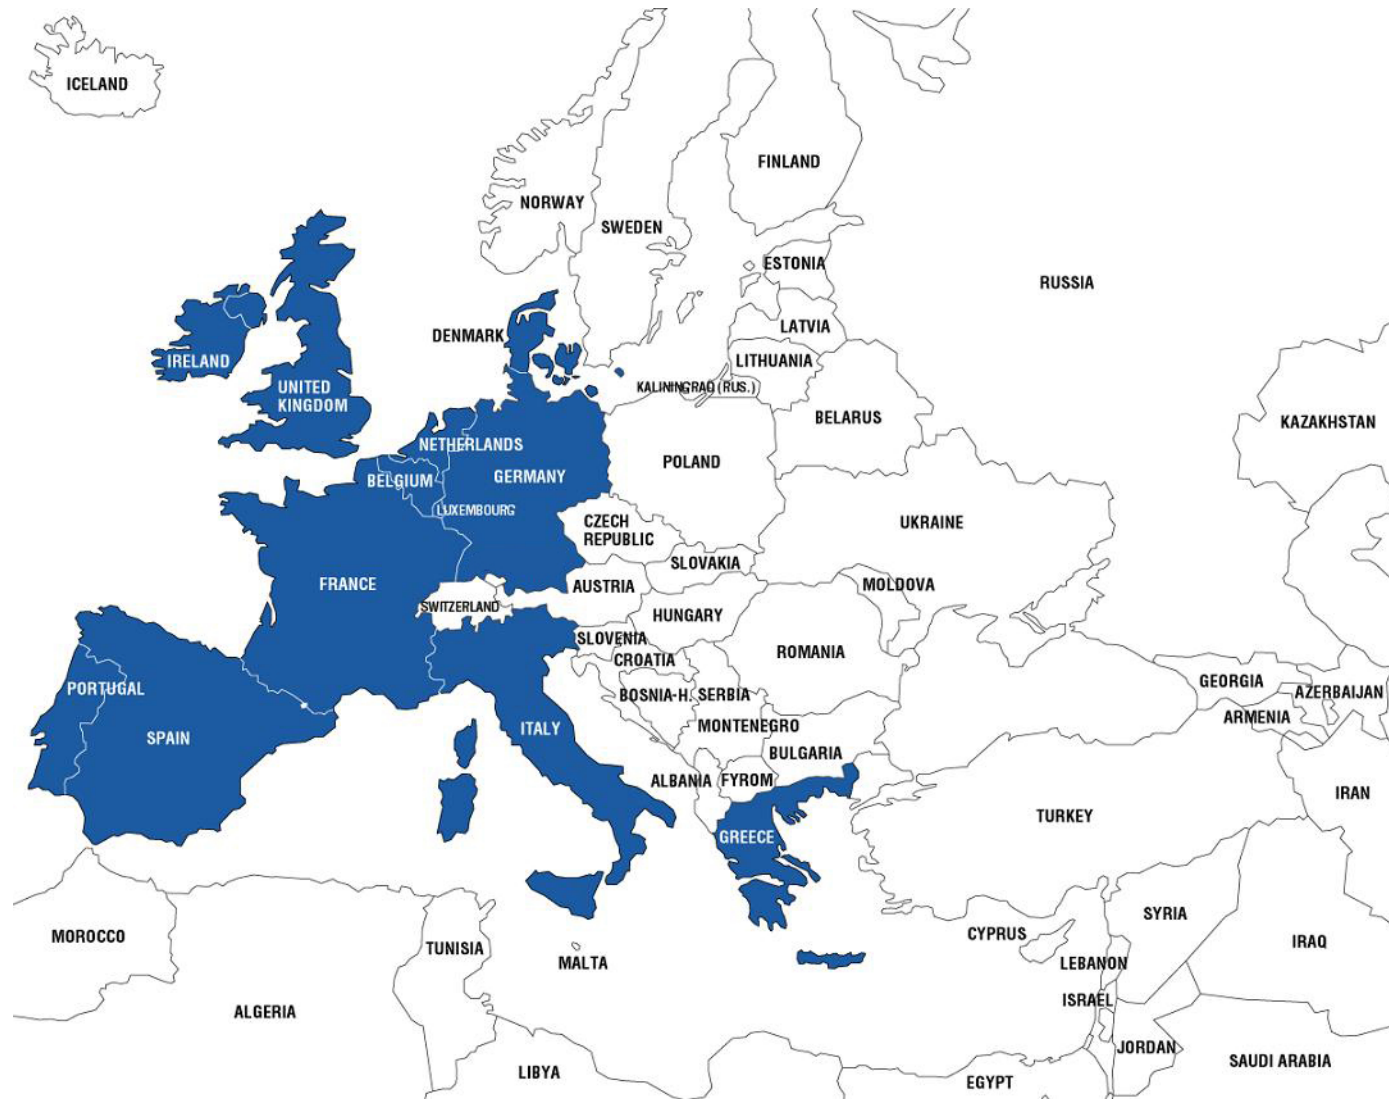 ICELAND
FINLAND
NORWAY
SWEDEN
ESTONIA
RUSSIA
LATVIA
DENMARK
LITHUANIA
IRELAND
KALININGRAD (RUS.)
UNITED
KINGDOM
BELARUS
KAZAKHSTAN
NETHERLANDS
POLAND
GERMANY
BELGIUM
LUXEMBOURG
CZECH
REPUBLIC
UKRAINE
SLOVAKIA
FRANCE
AUSTRIA
MOLDOVA
SWITZERLAND
HUNGARY
SLOVENIA
ROMANIA
CROATIA
GEORGIA
PORTUGAL
BOSNIA-H.
SERBIA
AZERBAIJAN
ARMENIA
MONTENEGRO
ITALY
SPAIN
BULGARIA
ALBANIA
FYROM
IRAN
TURKEY
GREECE
SYRIA
CYPRUS
MOROCCO
IRAQ
TUNISIA
MALTA
LEBANON
ISRAEL
ALGERIA
JORDAN
SAUDI ARABIA
LIBYA
EGYPT